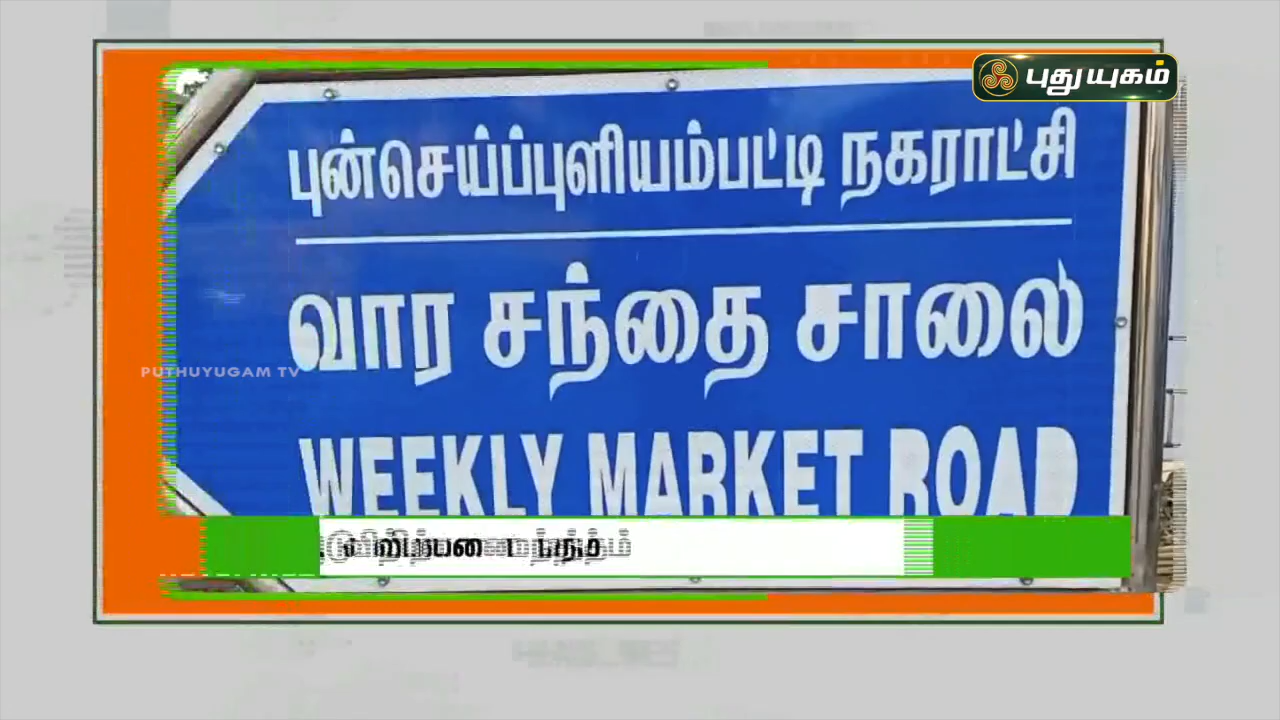 புதுயுகம்
புன்செய்ப்புளியம்பட்டி நகராட்சி
வார சந்தை சாலை
PUTHUYUGAM TV
WEEKLY MARKET ROAD